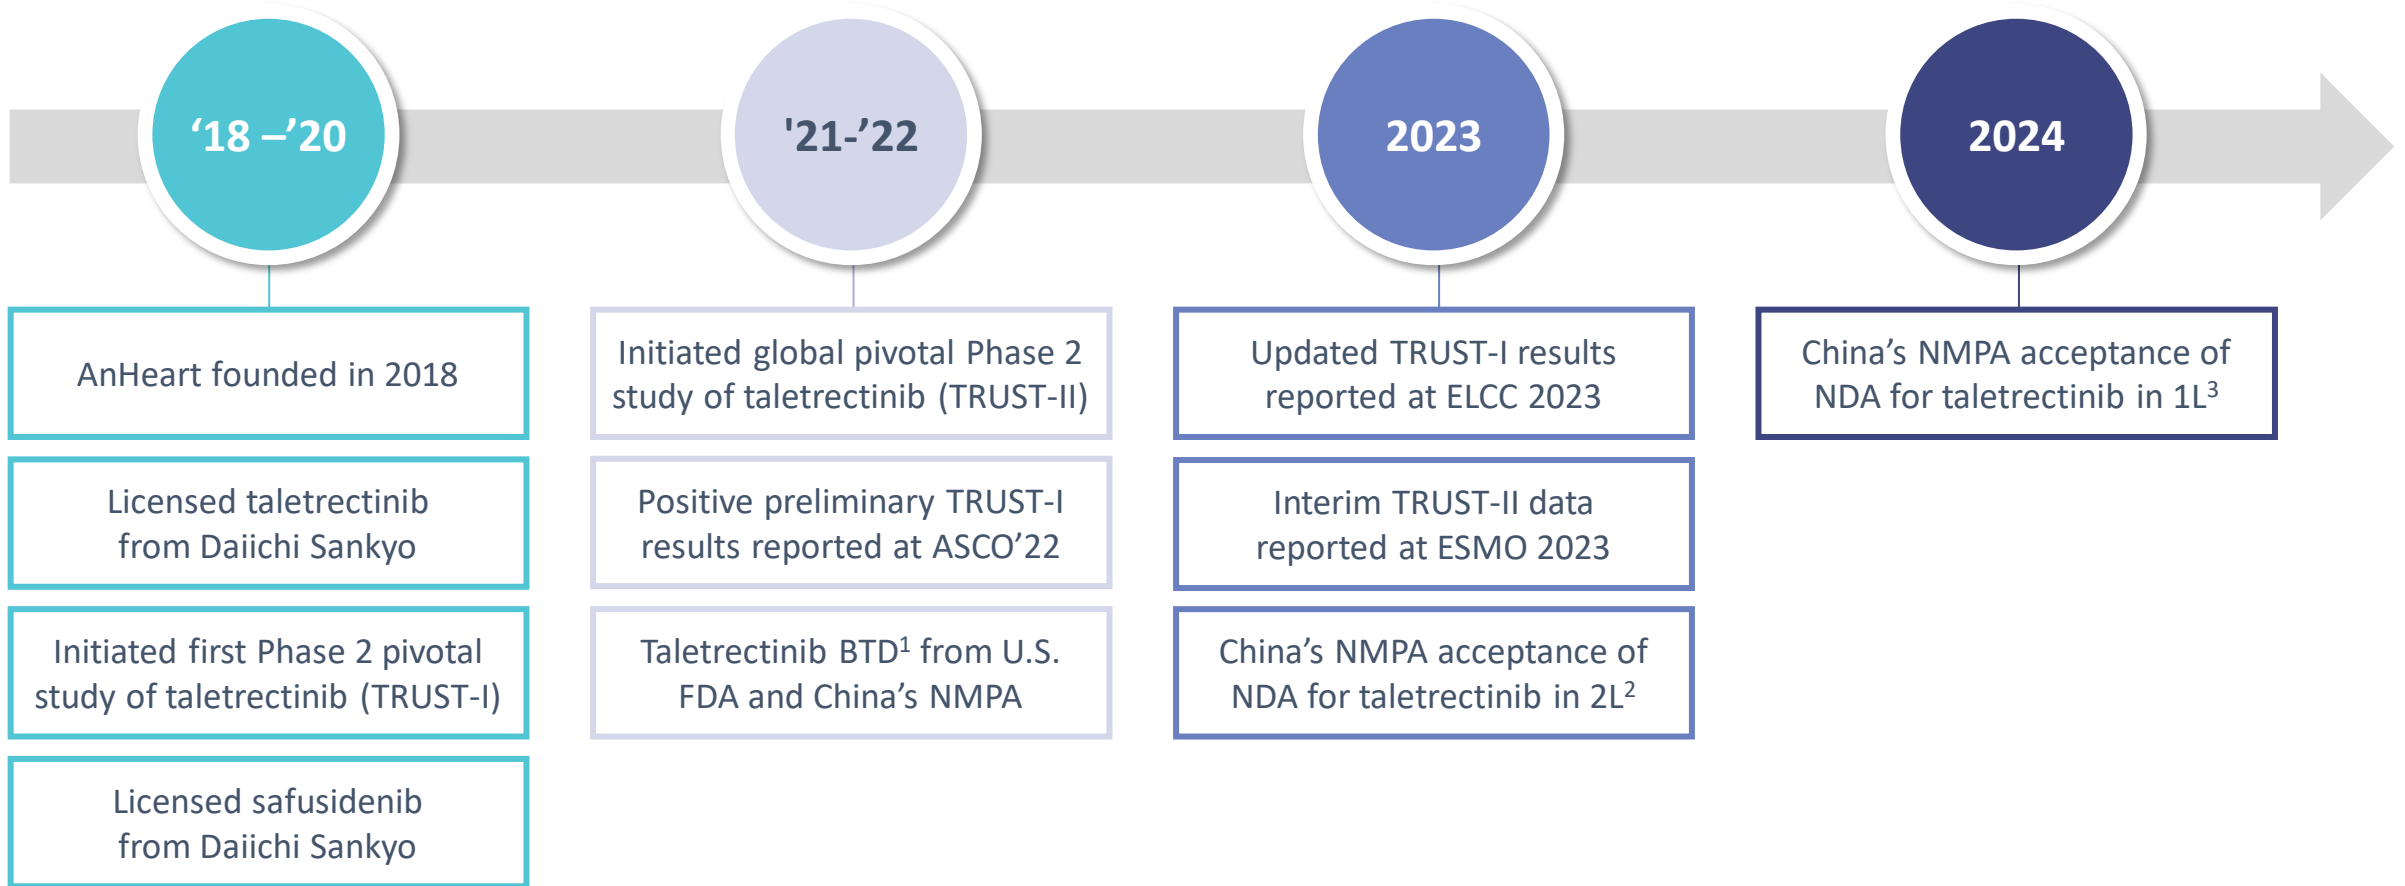 ‘18 –’20
'21-’22
2023
2024
AnHeart founded in 2018
Licensed taletrectinib
from Daiichi Sankyo
Initiated first Phase 2 pivotal
study of taletrectinib (TRUST-I)
Licensed safusidenib
from Daiichi Sankyo
Initiated global pivotal Phase 2
study of taletrectinib (TRUST-II)
Positive preliminary TRUST-I
results reported at ASCO’22
Taletrectinib BTD¹ from U.S.
FDA and China’s NMPA
Updated TRUST-I results
reported at ELCC 2023
Interim TRUST-II data
reported at ESMO 2023
China’s NMPA acceptance of
NDA for taletrectinib in 2L²
China’s NMPA acceptance of
NDA for taletrectinib in 1L³